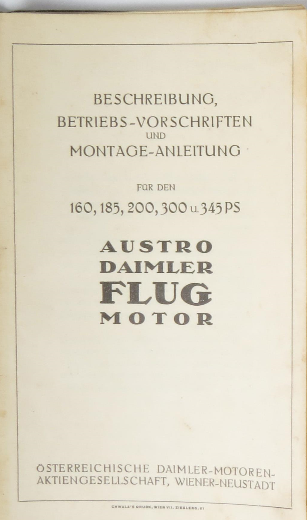 BESCHREIBUNG,
BETRIEBS-VORSCHRIFTEN
UND
MONTAGE-ANLEITUNG
FÜR DEN
160, 185, 200, 300 u. 345 PS
AUSTRO
DAIMLER
FLUG
MOTOR
ÖSTERREICHISCHE DAIMLER-MOTOREN-
AKTIENGESELLSCHAFT, WIENER-NEUSTADT